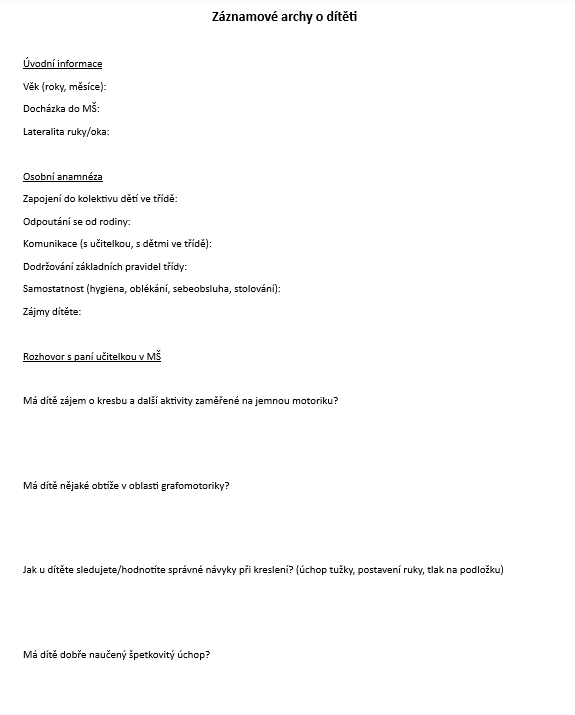 Záznamové archy o dítěti
Úvodní informace
Věk (roky, měsíce):
Docházka do MŠ:
Lateralita ruky/oka:
Osobní anamnéza
Zapojení do kolektivu dětí ve třídě:
Odpoutání se od rodiny:
Komunikace (s učitelkou, s dětmi ve třídě):
Dodržování základních pravidel třídy:
Samostatnost (hygiena, oblékání, sebeobsluha, stolování):
Zájmy dítěte:
Rozhovor s paní učitelkou v MŠ
Má dítě zájem o kresbu a další aktivity zaměřené na jemnou motoriku?
Má dítě nějaké obtíže v oblasti grafomotoriky?
Jak u dítěte sledujete/hodnotíte správné návyky při kreslení? (úchop tužky, postavení ruky, tlak na podložku)
Má dítě dobře naučený špetkovitý úchop?